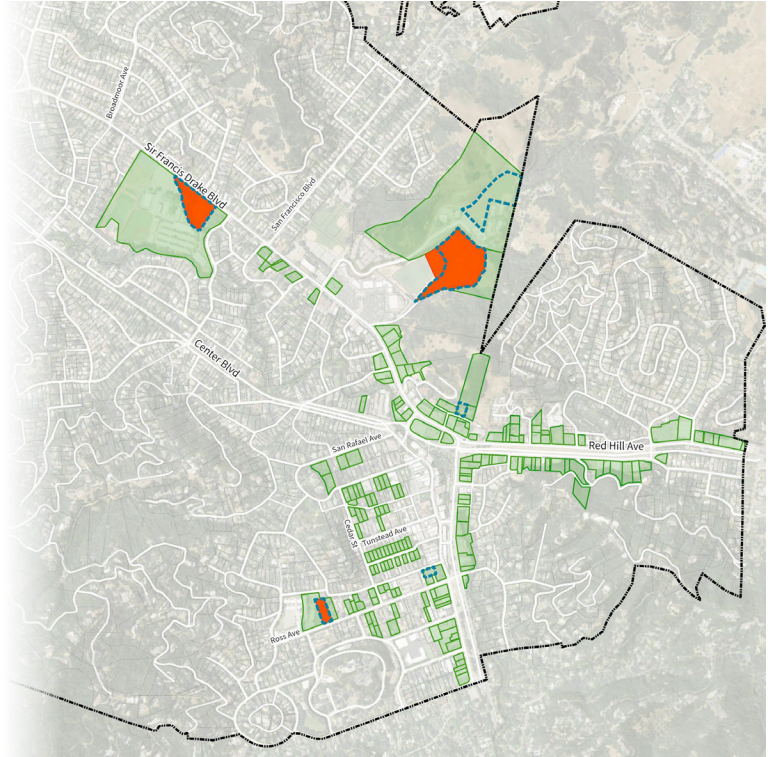 Broadmoor Ave
Sir Francis Drake Blvd
San Francisco Blvd
Center Blvd
San Rafael Ave
Red Hill Ave
Cedar St
Tunstead Ave
Ross Ave